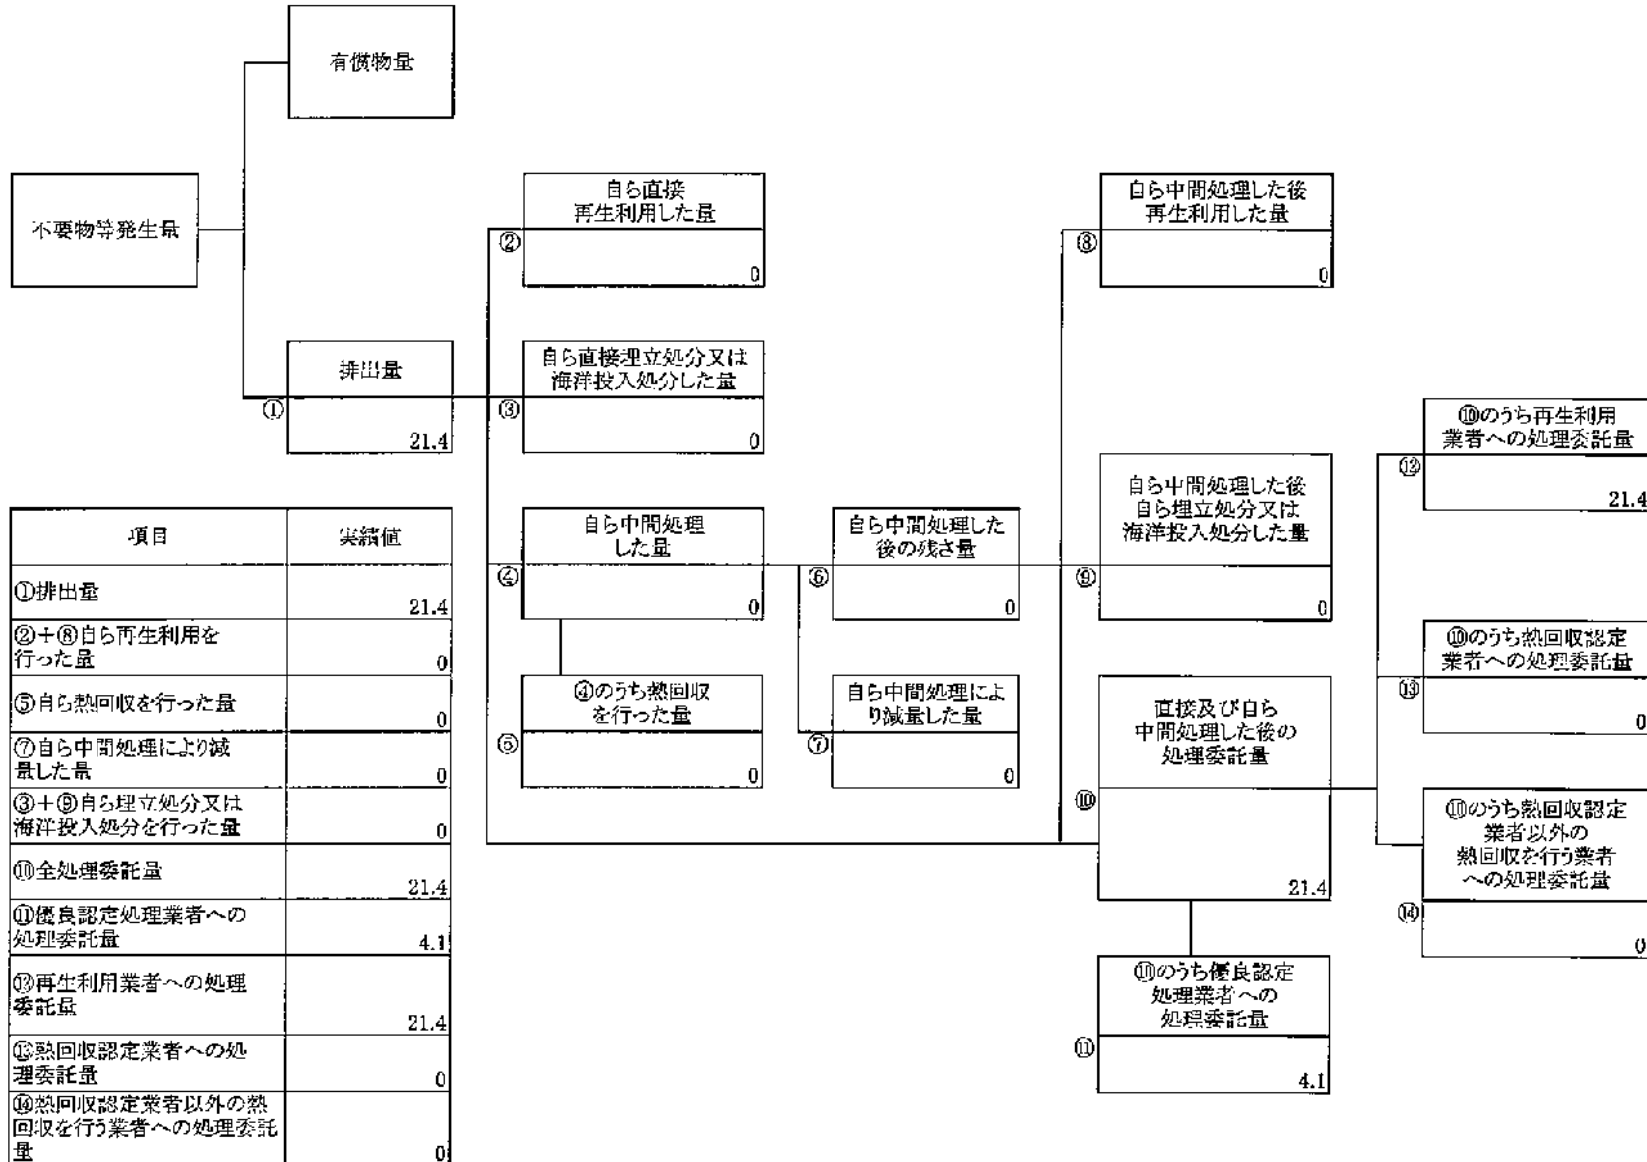 有償物量
不要物等発生量
自ら直接
再生利用した量
②
0
自ら中間処理した後
再生利用した量
⑧
0
排出量
①
21.4
自ら直接埋立処分又は
海洋投入処分した量
③
0
⑩のうち再生利用
業者への処理委託量
⑫
21.4
自ら中間処理
した量
④
0
自ら中間処理した
後の残さ量
⑥
0
自ら中間処理した後
自ら埋立処分又は
海洋投入処分した量
⑨
0
⑩のうち熱回収認定
業者への処理委託量
⑬
0
④のうち熱回収
を行った量
⑤
0
自ら中間処理によ
り減量した量
⑦
0
直接及び自ら
中間処理した後の
処理委託量
⑩
21.4
⑩のうち熱回収認定
業者以外の
熱回収を行う業者
への処理委託量
⑭
0
⑩のうち優良認定
処理業者への
処理委託量
⑪
4.1
項目 実績値
①排出量
21.4
②+⑧自ら再生利用を
行った量 0
⑤自ら熱回収を行った量 0
⑦自ら中間処理により減
量した量 0
③+⑨自ら埋立処分又は
海洋投入処分を行った量 0
⑩全処理委託量 21.4
⑪優良認定処理業者への
処理委託量 4.1
⑫再生利用業者への処理
委託量 21.4
⑬熱回収認定業者への処
理委託量 0
⑭熱回収認定業者以外の熱
回収を行う業者への処理委託
量 0